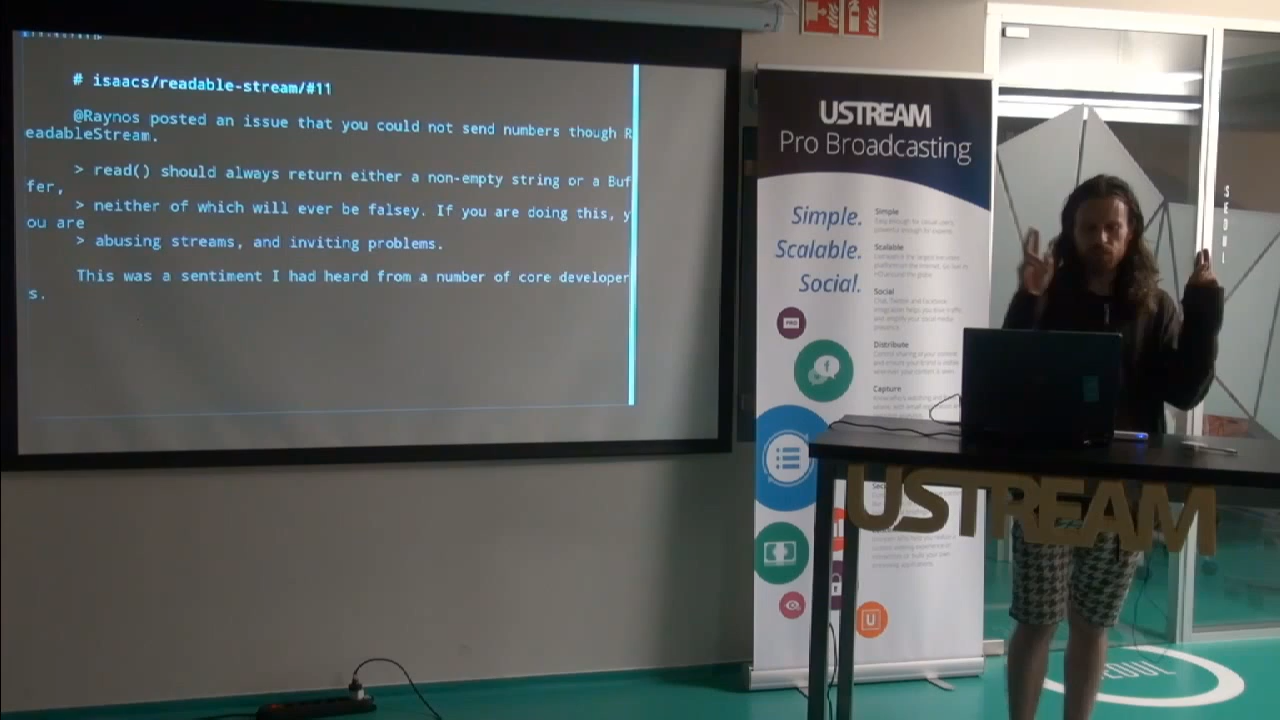 # isaacs/readable-stream/#11
@Raynos posted an issue that you could not send numbers though R
eadableStream.
> read() should always return either a non-empty string or a Buf
fer,
> neither of which will ever be falsey. If you are doing this, y
ou are
> abusing streams, and inviting problems.
This was a sentiment I had heard from a number of core developer
s.
USTREAM
Pro Broadcasting
Simple.
Scalable.
Social.
Simple
Scalable
Social
Distribute
Capture
PRO
USTREAM
SEOUL